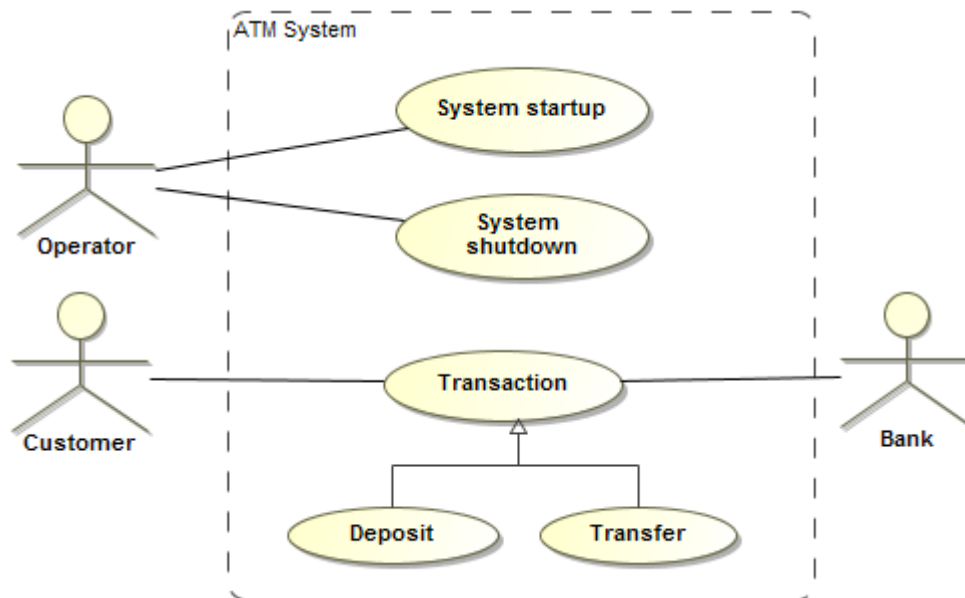 ATM System
System startup
Operator
System
shutdown
Customer
Transaction
Bank
Deposit
Transfer